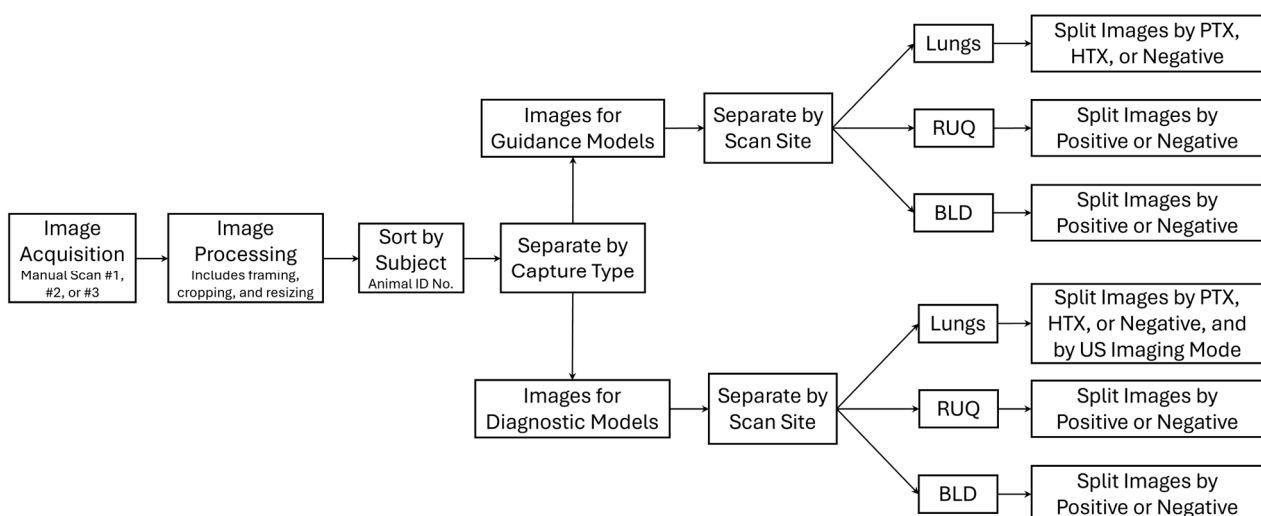 Image
Acquisition
Manual Scan #1,
#2, or #3
Image
Processing
Includes framing,
cropping, and resizing
Sort by
Subject
Animal ID No.
Separate by
Capture Type
Images for
Guidance Models
Separate by
Scan Site
Lungs
Split Images by PTX,
HTX, or Negative
RUQ
Split Images by
Positive or Negative
BLD
Split Images by
Positive or Negative
Images for
Diagnostic Models
Separate by
Scan Site
Lungs
Split Images by PTX,
HTX, or Negative, and
by US Imaging Mode
RUQ
Split Images by
Positive or Negative
BLD
Split Images by
Positive or Negative